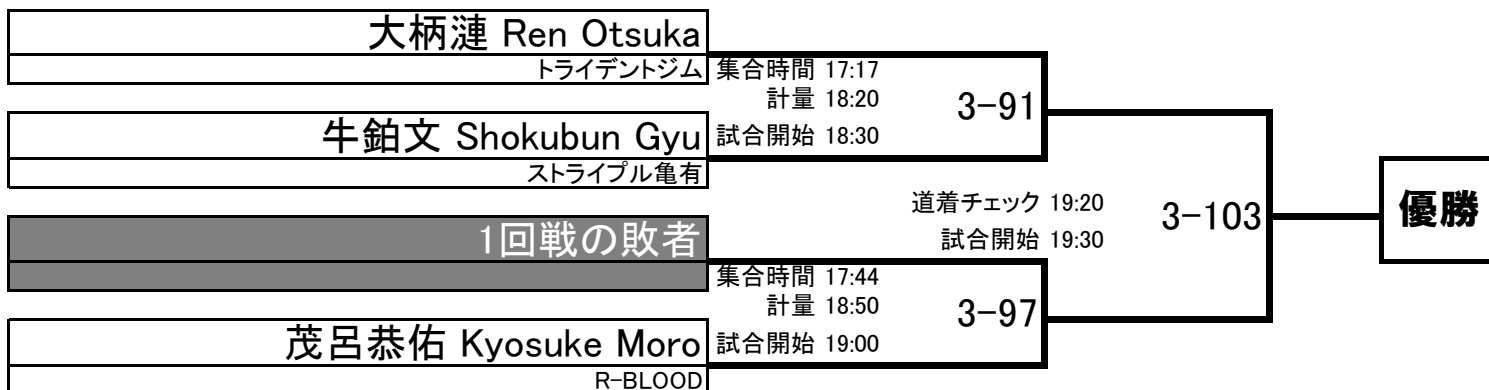 大柄漣 Ren Otsuka
トライデントジム
集合時間 17:17
計量 18:20
3-91
牛鉑文 Shokubun Gyu
試合開始 18:30
ストライプル亀有
道着チェック 19:20
3-103
優勝
1回戦の敗者
試合開始 19:30
集合時間 17:44
計量 18:50
3-97
茂呂恭佑 Kyosuke Moro
試合開始 19:00
R-BLOOD